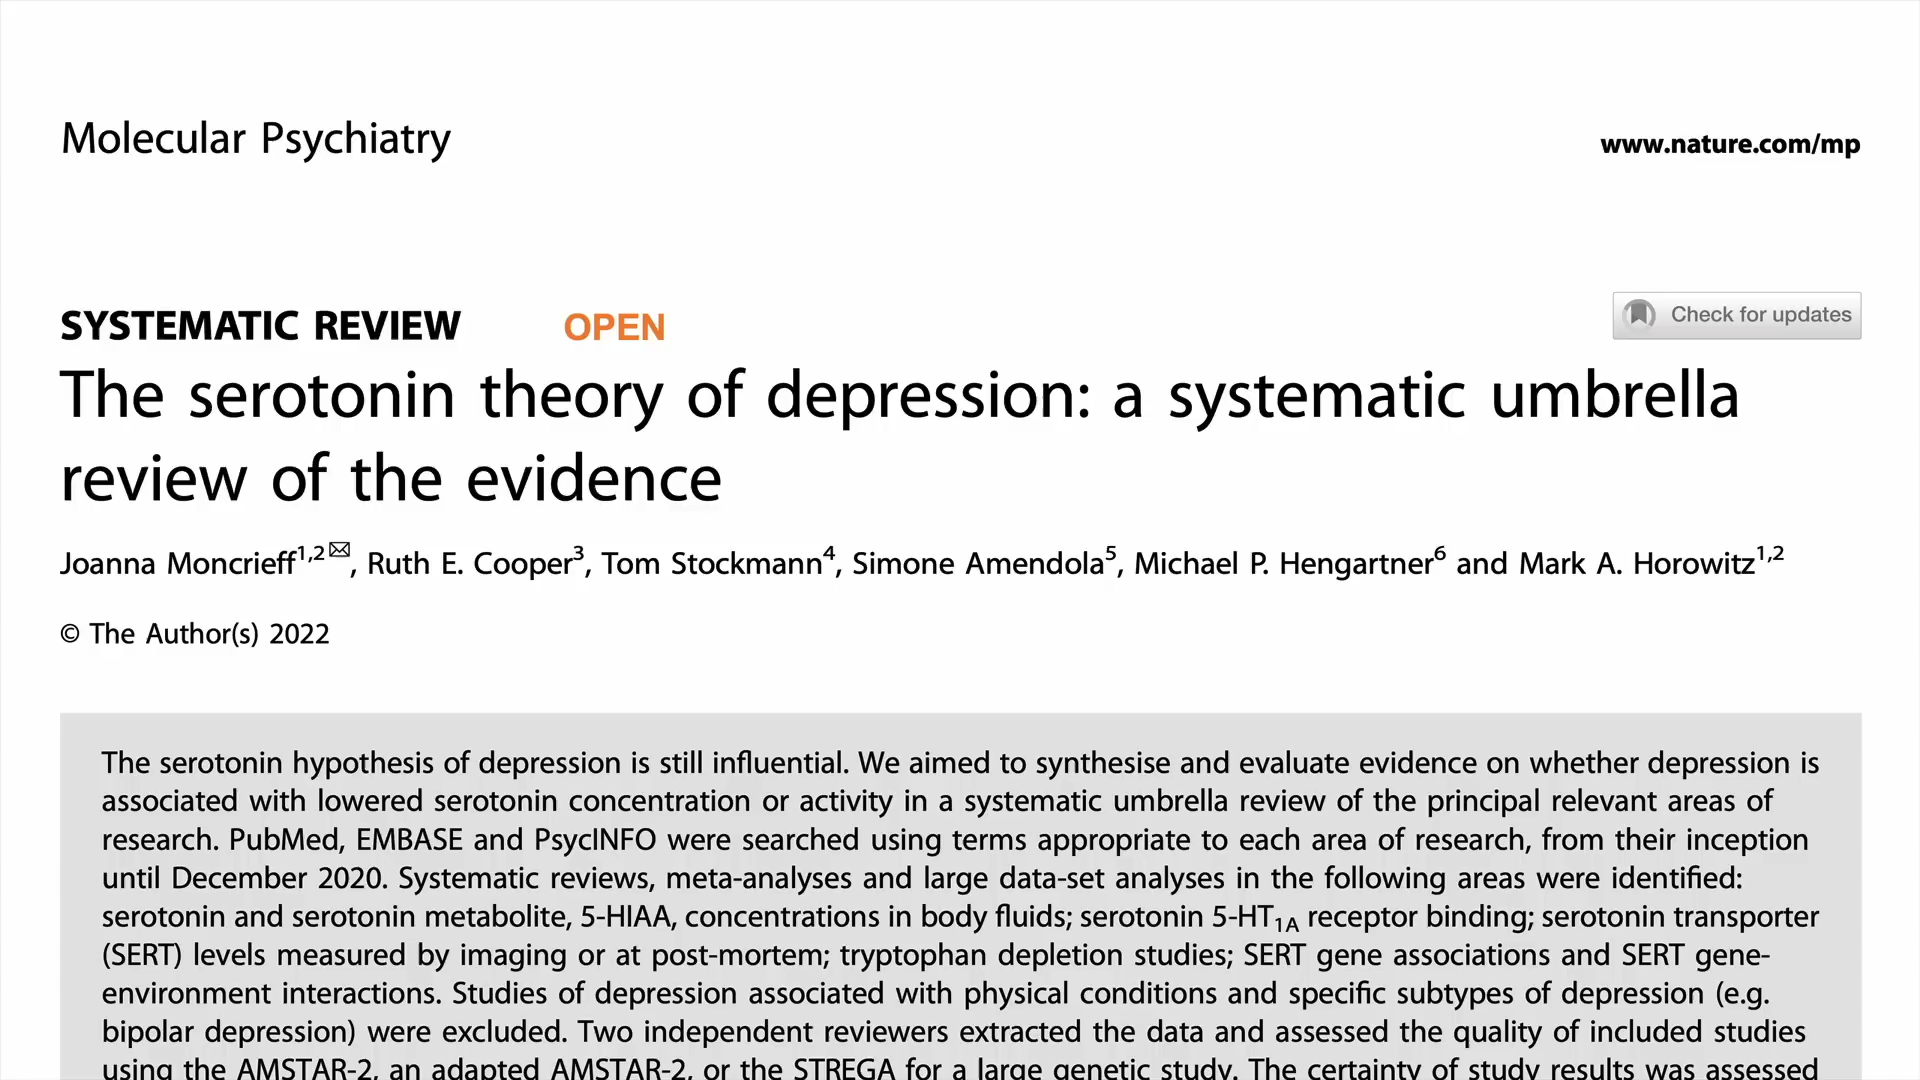 Molecular Psychiatry
www.nature.com/mp
SYSTEMATIC REVIEW OPEN
Check for updates
The serotonin theory of depression: a systematic umbrella
review of the evidence
Joanna Moncrieff1,2✉, Ruth E. Cooper3, Tom Stockmann4, Simone Amendola5, Michael P. Hengartner6 and Mark A. Horowitz1,2
© The Author(s) 2022
The serotonin hypothesis of depression is still influential. We aimed to synthesise and evaluate evidence on whether depression is
associated with lowered serotonin concentration or activity in a systematic umbrella review of the principal relevant areas of
research. PubMed, EMBASE and PsycINFO were searched using terms appropriate to each area of research, from their inception
until December 2020. Systematic reviews, meta-analyses and large data-set analyses in the following areas were identified:
serotonin and serotonin metabolite, 5-HIAA, concentrations in body fluids; serotonin 5-HT1A receptor binding; serotonin transporter
(SERT) levels measured by imaging or at post-mortem; tryptophan depletion studies; SERT gene associations and SERT gene-
environment interactions. Studies of depression associated with physical conditions and specific subtypes of depression (e.g.
bipolar depression) were excluded. Two independent reviewers extracted the data and assessed the quality of included studies
using the AMSTAR-2, an adapted AMSTAR-2, or the STREGA for a large genetic study. The certainty of study results was assessed